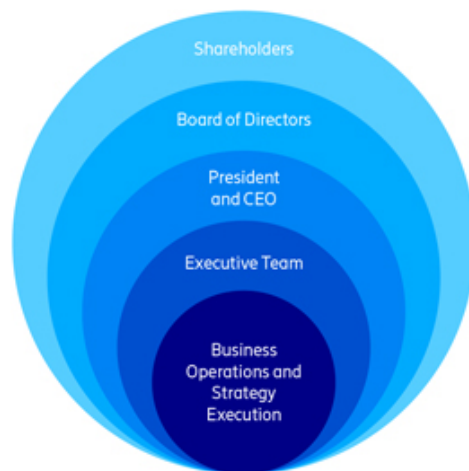 Shareholders
Board of Directors
President
and CEO
Executive Team
Business
Operations and
Strategy
Execution